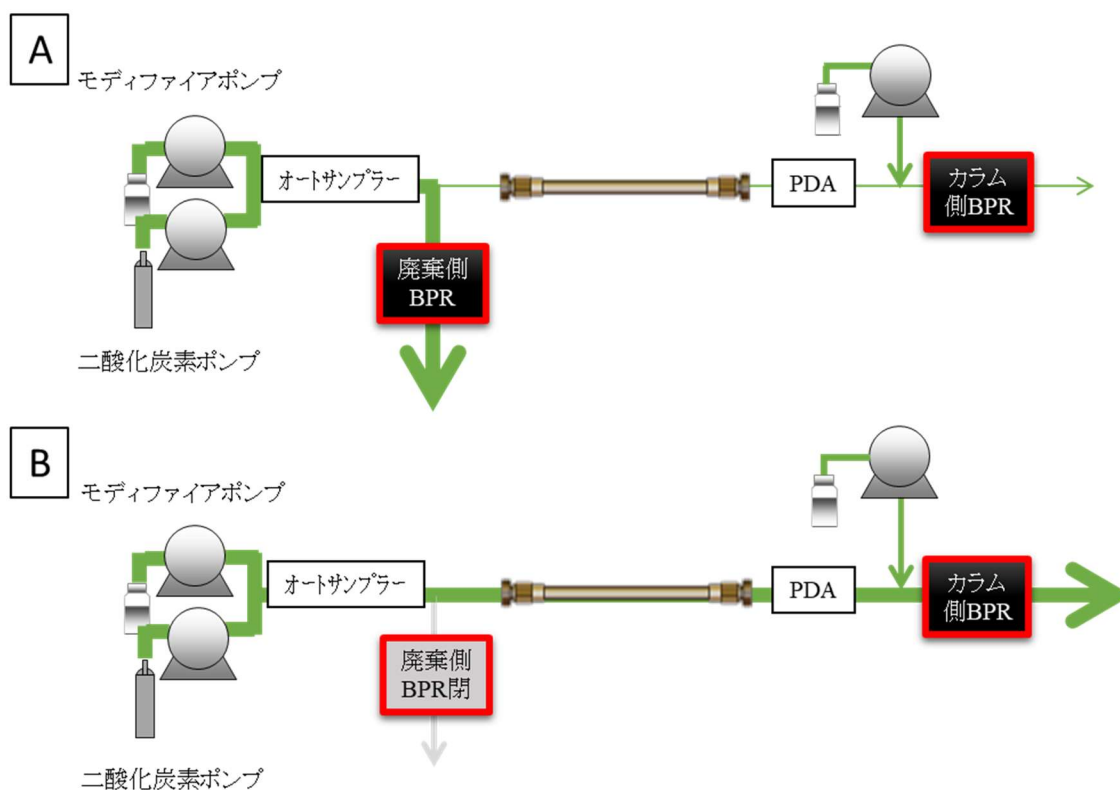 A
モディファイアポンプ
オートサンプラー
PDA
カラム
側BPR
廃棄側
BPR
二酸化炭素ポンプ
B
モディファイアポンプ
オートサンプラー
PDA
カラム
側BPR
廃棄側
BPR閉
二酸化炭素ポンプ